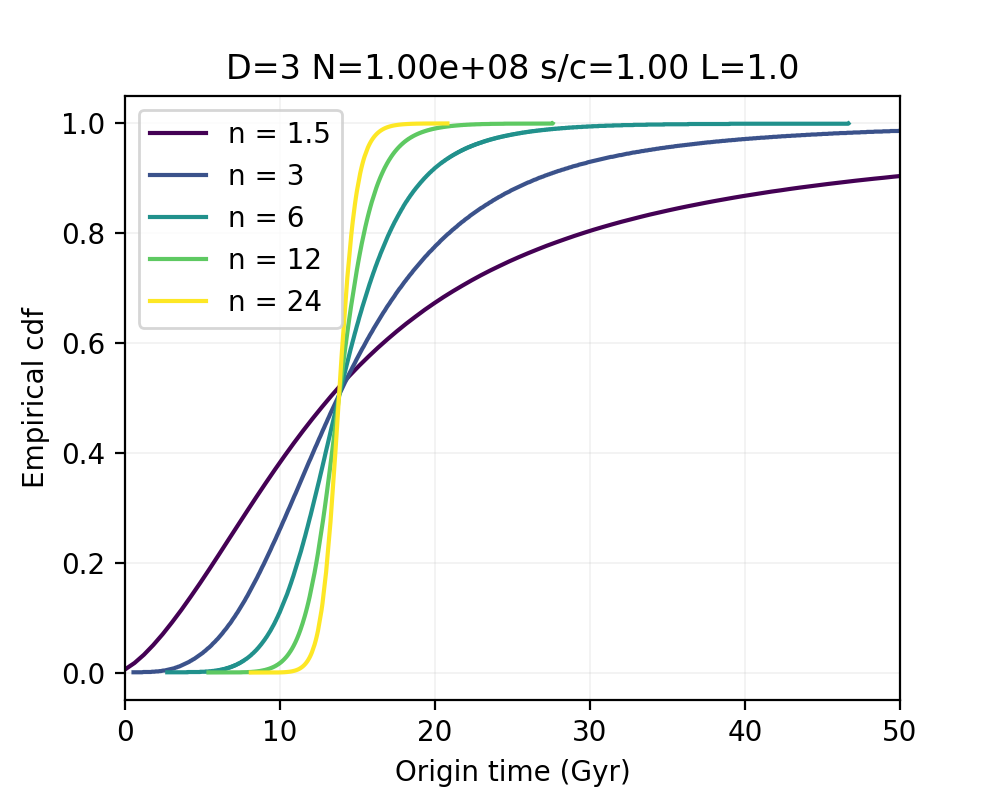 D=3 N=1.00e+08 s/c=1.00 L=1.0
1.0
0.8
0.6
0.4
0.2
0.0
Empirical cdf
n = 1.5
n = 3
n = 6
n = 12
n = 24
0 10 20 30 40 50
Origin time (Gyr)